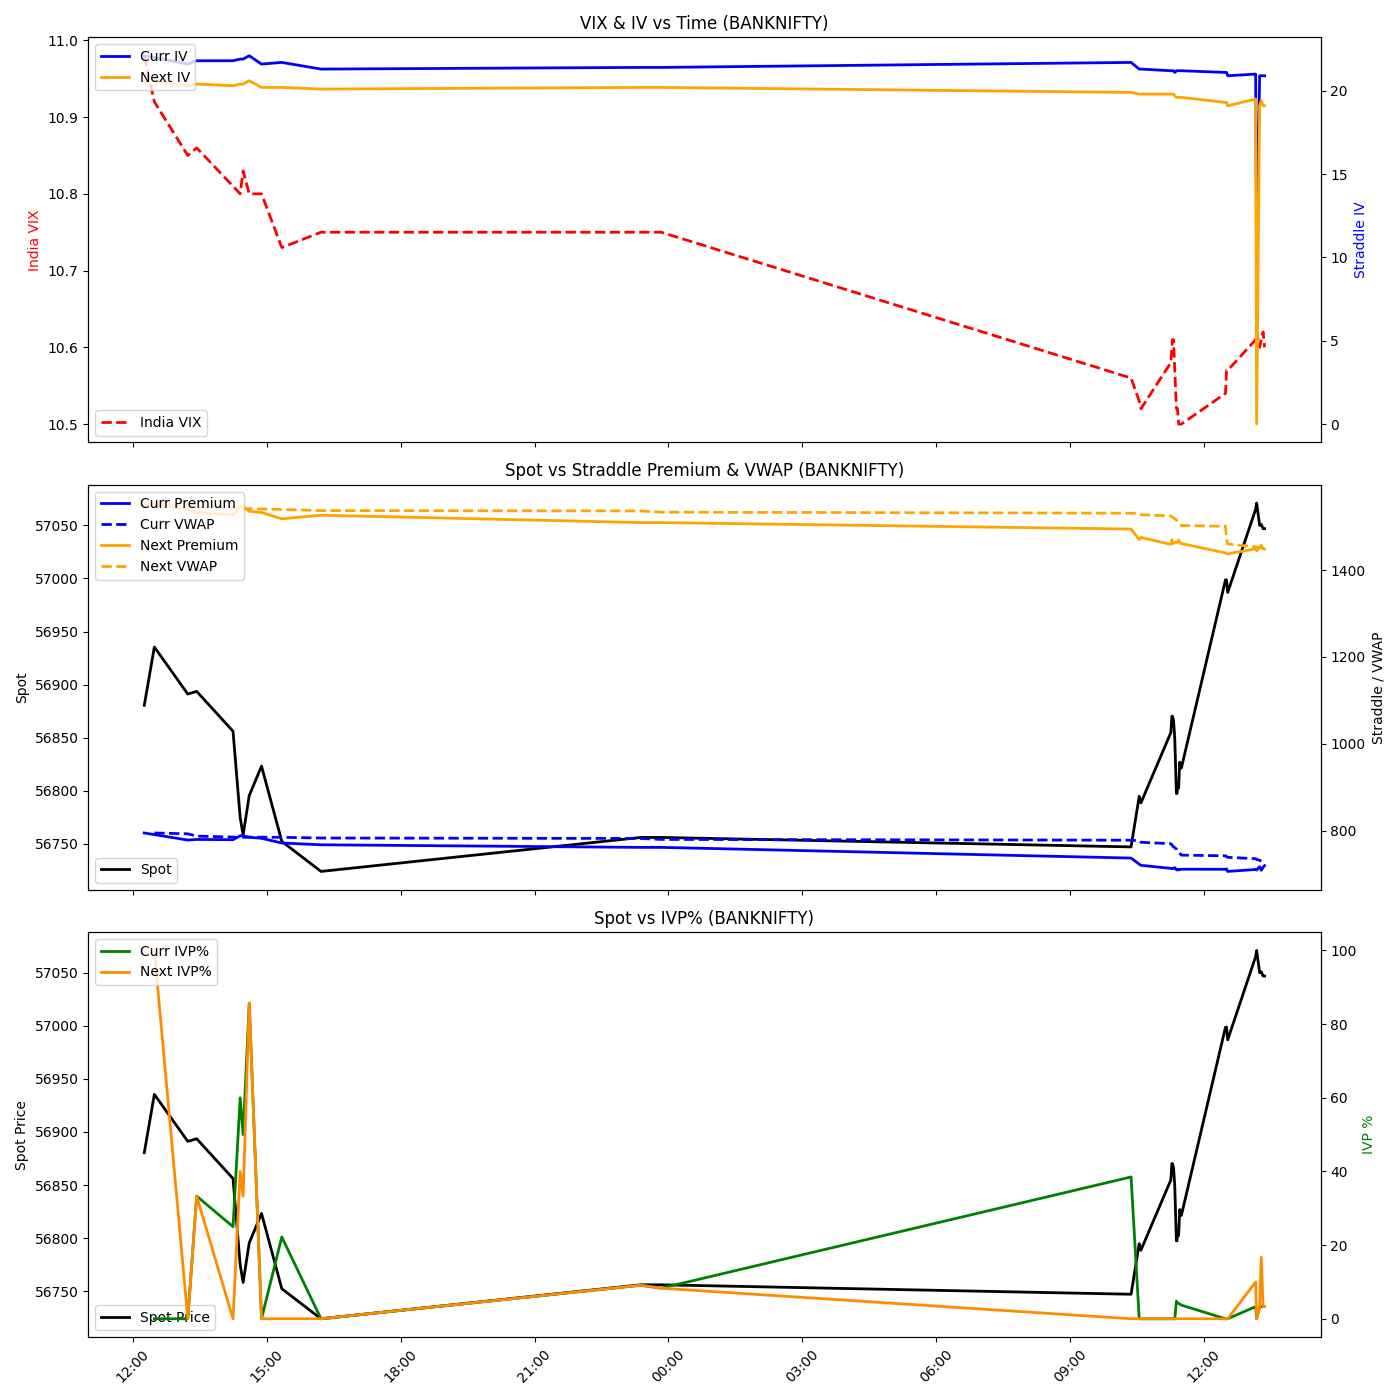 VIX & IV vs Time (BANKNIFTY)
Curr IV
Next IV
India VIX
11.0
10.9
10.8
10.7
10.6
10.5
India VIX
20
15
10
5
0
Straddle IV
Spot vs Straddle Premium & VWAP (BANKNIFTY)
Curr Premium
Curr VWAP
Next Premium
Next VWAP
Spot
57050
57000
56950
56900
56850
56800
56750
Spot
1400
1200
1000
800
Straddle / VWAP
Spot vs IVP% (BANKNIFTY)
Curr IVP%
Next IVP%
Spot Price
57050
57000
56950
56900
56850
56800
56750
Spot Price
100
80
60
40
20
0
IVP %
12:00
15:00
18:00
21:00
00:00
03:00
06:00
09:00
12:00